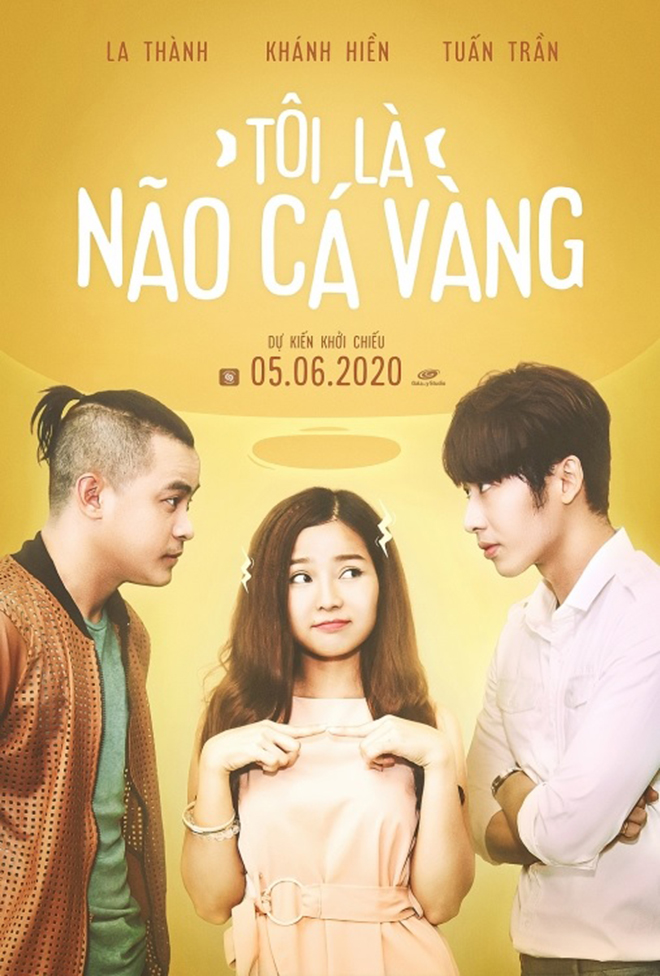 LA THÀNH KHÁNH HIỀN TUẤN TRẦN
TÔI LÀ
NÃO CÁ VÀNG
DỰ KIẾN KHỞI CHIẾU
05.06.2020